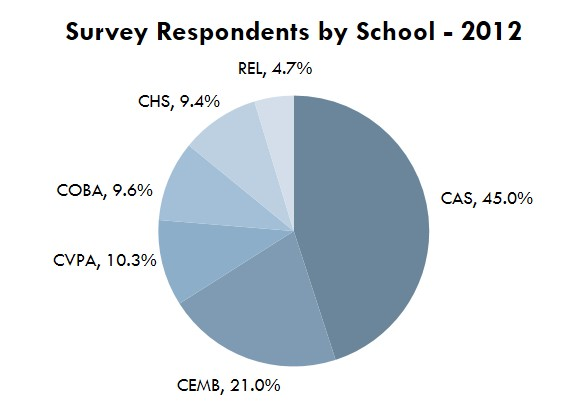 Survey Respondents by School - 2012
REL, 4.7%
CHS, 9.4%
COBA, 9.6%
CAS, 45.0%
CVPA, 10.3%
CEMB, 21.0%